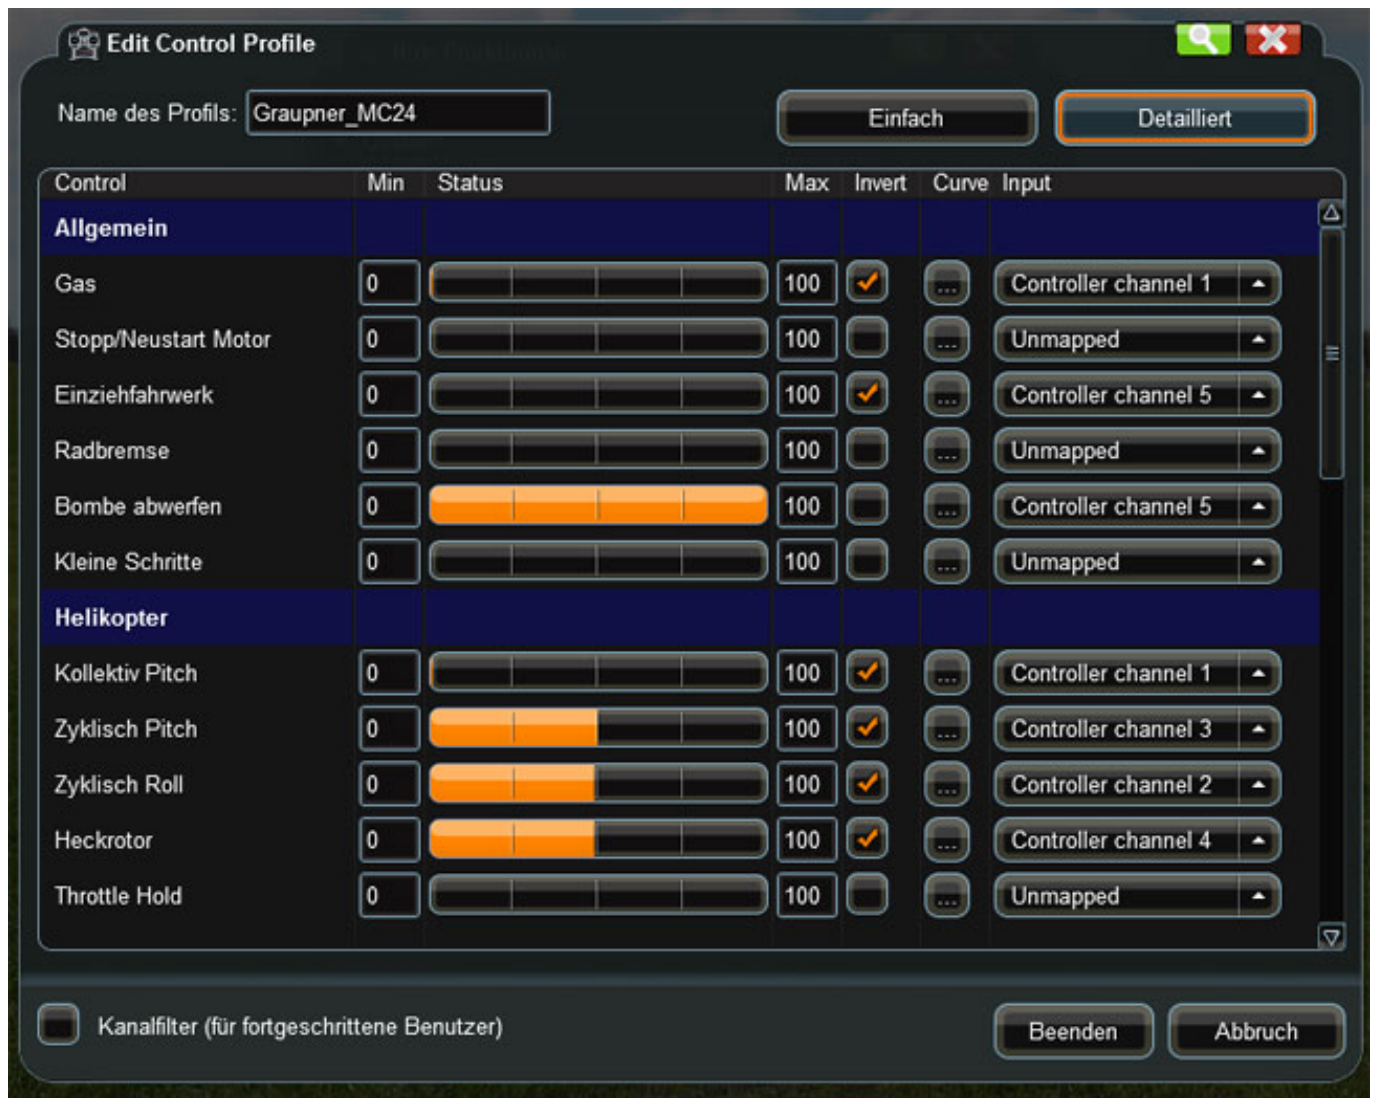 Edit Control Profile
Name des Profils: Graupner_MC24 Einfach Detailliert
Control Min Status Max Invert Curve Input
Allgemein
Gas 0 100 ... Controller channel 1
Stopp/Neustart Motor 0 100 ... Unmapped
Einziehfahrwerk 0 100 ... Controller channel 5
Radbremse 0 100 ... Unmapped
Bombe abwerfen 0 100 ... Controller channel 5
Kleine Schritte 0 100 ... Unmapped
Helikopter
Kollektiv Pitch 0 100 ... Controller channel 1
Zyklisch Pitch 0 100 ... Controller channel 3
Zyklisch Roll 0 100 ... Controller channel 2
Heckrotor 0 100 ... Controller channel 4
Throttle Hold 0 100 ... Unmapped
Kanalfilter (für fortgeschrittene Benutzer) Beenden Abbruch